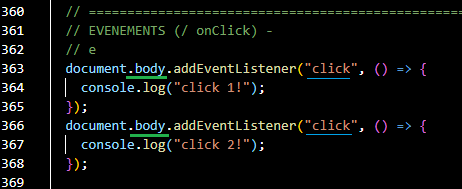 360 // ==================================================
361 // EVENEMENTS (/ onClick) -
362 // e
363 document.body.addEventListener("click", () => {
364   console.log("click 1!");
365 });
366 document.body.addEventListener("click", () => {
367   console.log("click 2!");
368 });
369